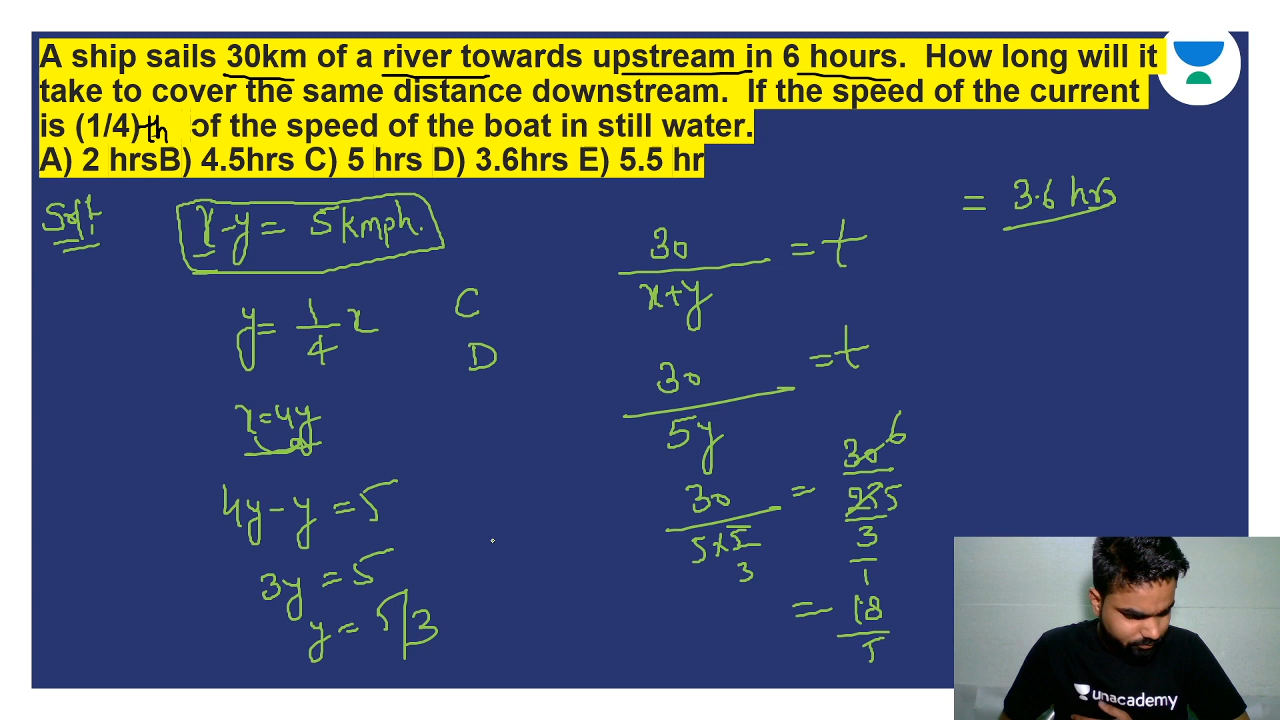 A ship sails 30km of a river towards upstream in 6 hours. How long will it
take to cover the same distance downstream. If the speed of the current
is (1/4)th of the speed of the boat in still water.
A) 2 hrsB) 4.5hrs C) 5 hrs D) 3.6hrs E) 5.5 hr
x-y = 5 kmph.
y = 1/4 x
x=4y
4y-y = 5
3y = 5
y = 5/3
C
D
30/x+y = t
30/5y = t
30/5×5/3 = 30 6/25 5/3/1
= 18/5
= 3.6 hrs
unacademy